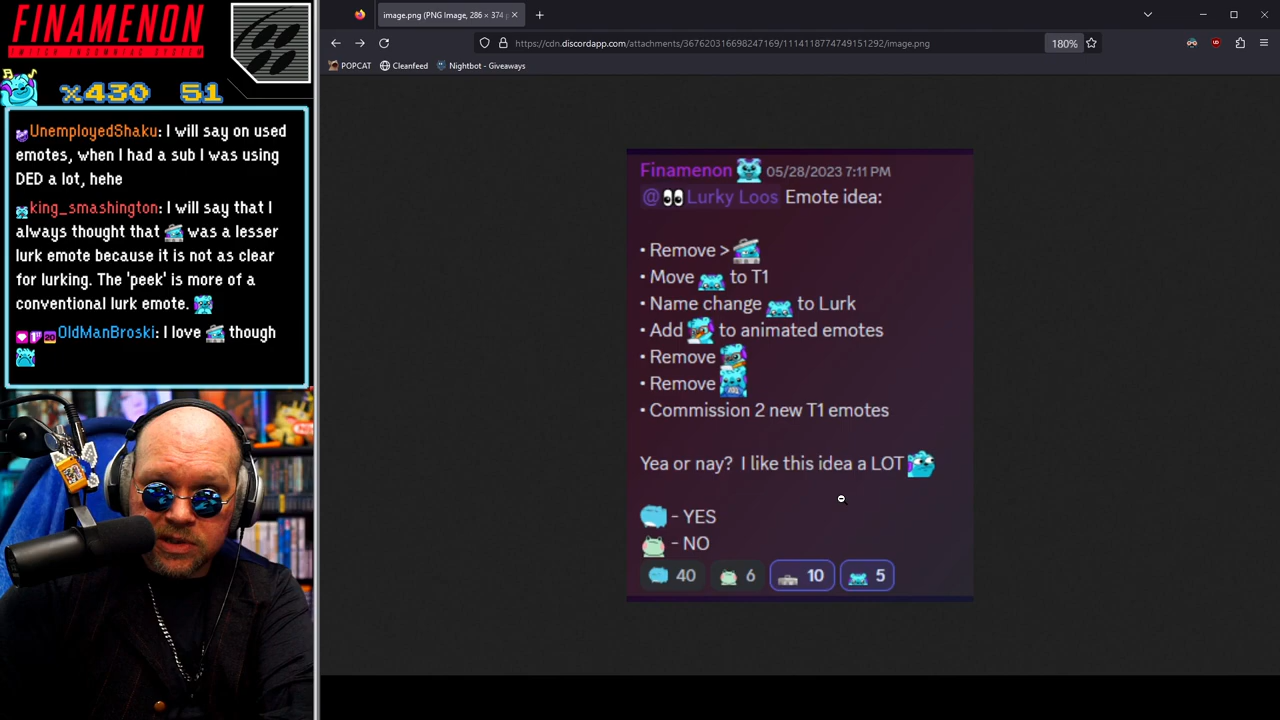 FINAMENON
TWITCH INSOMNIAC SYSTEM
x430 51
UnemployedShaku: I will say on used
emotes, when I had a sub I was using
DED a lot, hehe
king_smashington: I will say that I
always thought that was a lesser
lurk emote because it is not as clear
for lurking. The 'peek' is more of a
conventional lurk emote.
OldManBroski: I love though
image.png (PNG Image, 286 × 374
.discordapp.com/attachments
8247169/1114118774749151292/image.png
180%
POPCAT
Cleanfeed
Nightbot - Giveaways
Finamenon 05/28/2023 7:11 PM
@ Lurky Loos Emote idea:
• Remove >
• Move to T1
• Name change to Lurk
• Add to animated emotes
• Remove
• Remove
• Commission 2 new T1 emotes
Yea or nay? I like this idea a LOT
- YES
- NO
40 6 10 5